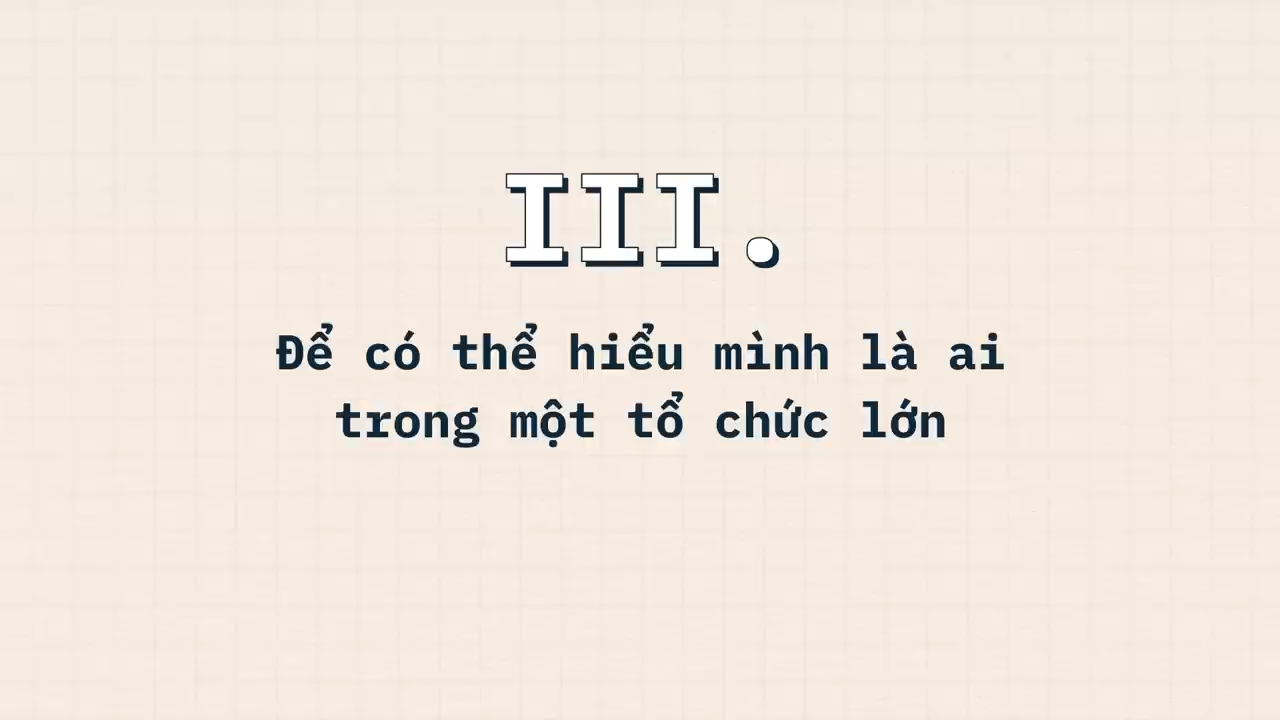 III.
Để có thể hiểu mình là ai
trong một tổ chức lớn